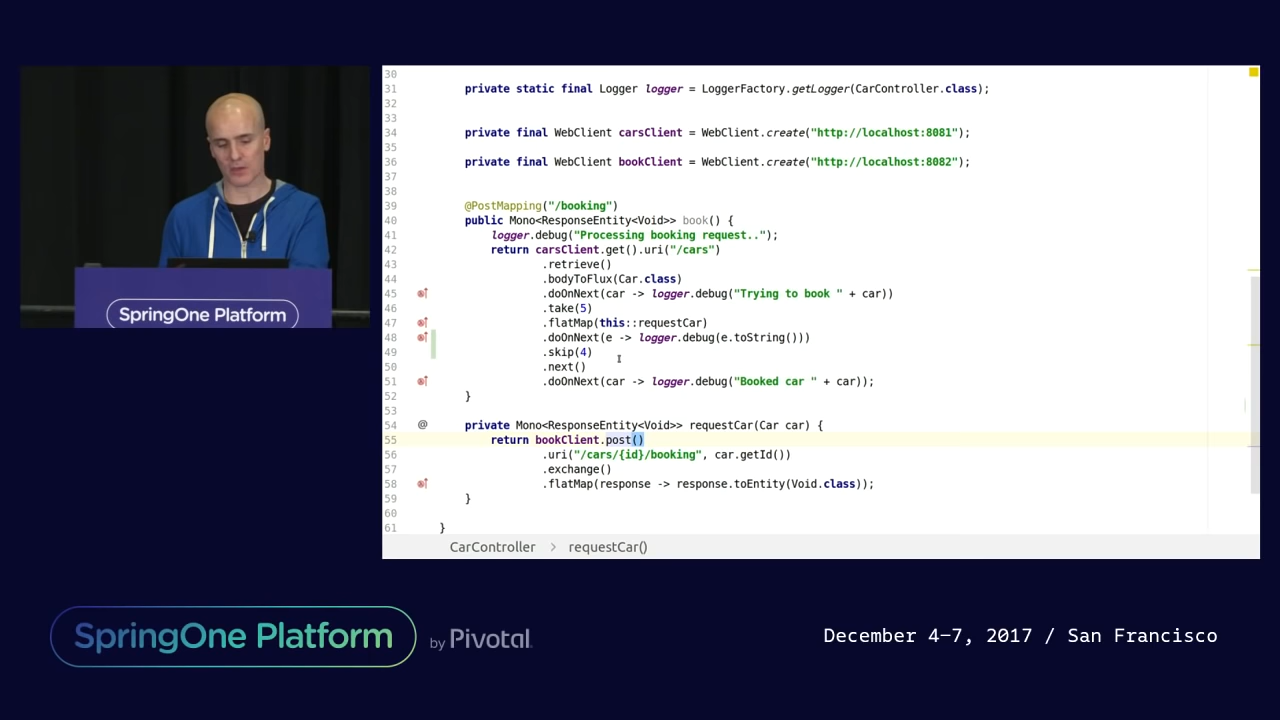 SpringOne Platform
30
31 private static final Logger logger = LoggerFactory.getLogger(CarController.class);
32
33
34 private final WebClient carsClient = WebClient.create("http://localhost:8081");
35
36 private final WebClient bookClient = WebClient.create("http://localhost:8082");
37
38
39 @PostMapping("/booking")
40 public Mono<ResponseEntity<Void>> book() {
41 logger.debug("Processing booking request..");
42 return carsClient.get().uri("/cars")
43 .retrieve()
44 .bodyToFlux(Car.class)
45 .doOnNext(car -> logger.debug("Trying to book " + car))
46 .take(5)
47 .flatMap(this::requestCar)
48 .doOnNext(e -> logger.debug(e.toString()))
49 .skip(4)
50 .next()
51 .doOnNext(car -> logger.debug("Booked car " + car));
52 }
53
54 @ private Mono<ResponseEntity<Void>> requestCar(Car car) {
55 return bookClient.post()
56 .uri("/cars/{id}/booking", car.getId())
57 .exchange()
58 .flatMap(response -> response.toEntity(Void.class));
59 }
60
61 }
CarController > requestCar()
SpringOne Platform by Pivotal.
December 4–7, 2017 / San Francisco